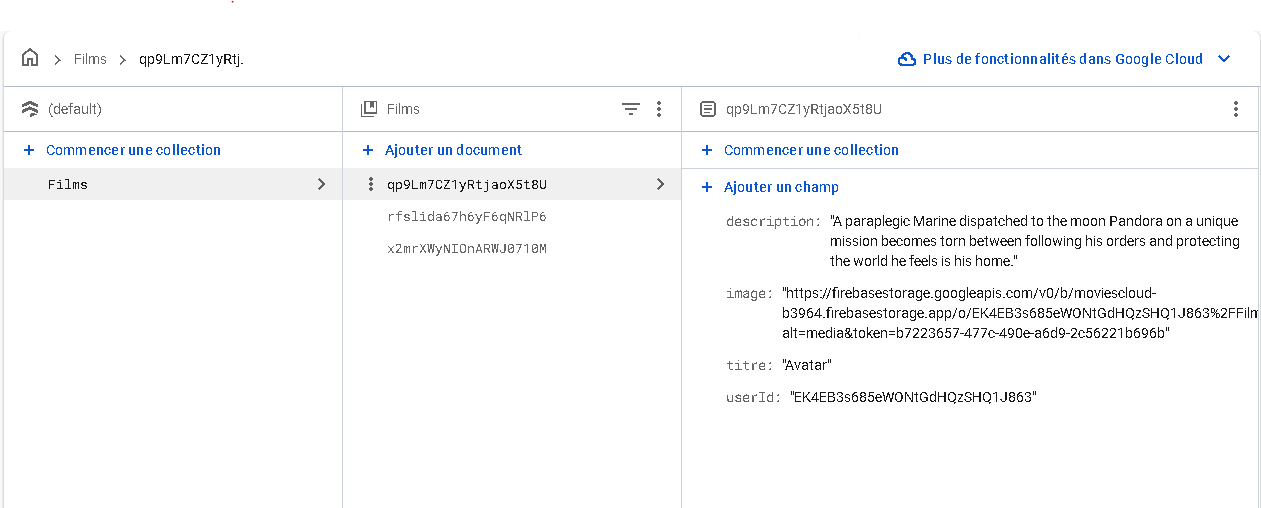 Films
qp9Lm7CZ1yRtj.
Plus de fonctionnalités dans Google Cloud
(default)
Films
qp9Lm7CZ1yRtjaoX5t8U
Commencer une collection
Ajouter un document
Commencer une collection
Films
qp9Lm7CZ1yRtjaoX5t8U
Ajouter un champ
rfslida67h6yF6qNRlP6
x2mrXWyNIOnARWJ0710M
description: "A paraplegic Marine dispatched to the moon Pandora on a unique
mission becomes torn between following his orders and protecting
the world he feels is his home."
image: "https://firebasestorage.googleapis.com/v0/b/moviescloud-
b3964.firebasestorage.app/o/EK4EB3s685eWONtGdHQzSHQ1J863%2FFilm
alt=media&token=b7223657-477c-490e-a6d9-2c56221b696b"
titre: "Avatar"
userId: "EK4EB3s685eWONtGdHQzSHQ1J863"